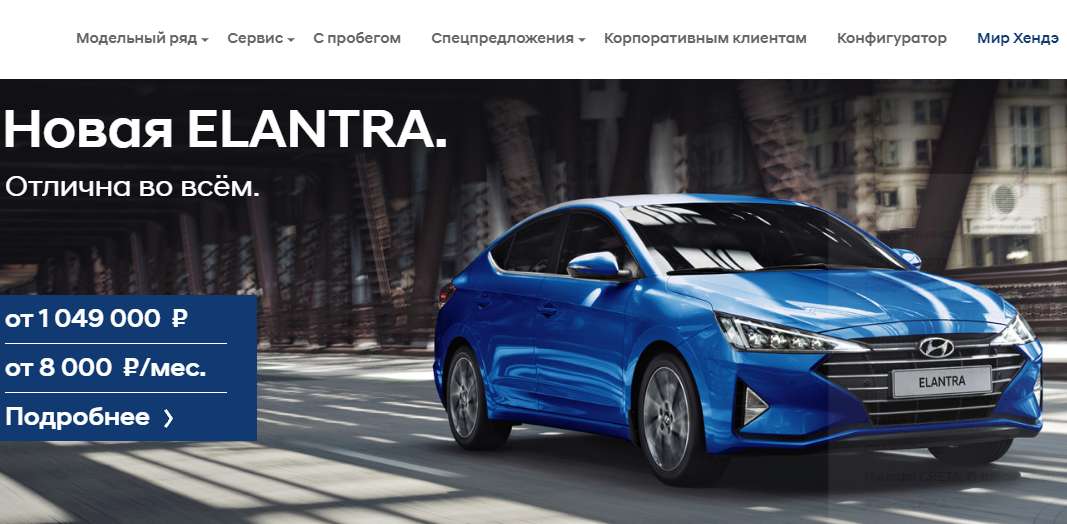 Модельный ряд Сервис С пробегом Спецпредложения Корпоративным клиентам Конфигуратор Мир Хендэ
Новая ELANTRA.
Отлична во всём.
от 1 049 000 ₽
от 8 000 ₽/мес.
Подробнее
ELANTRA